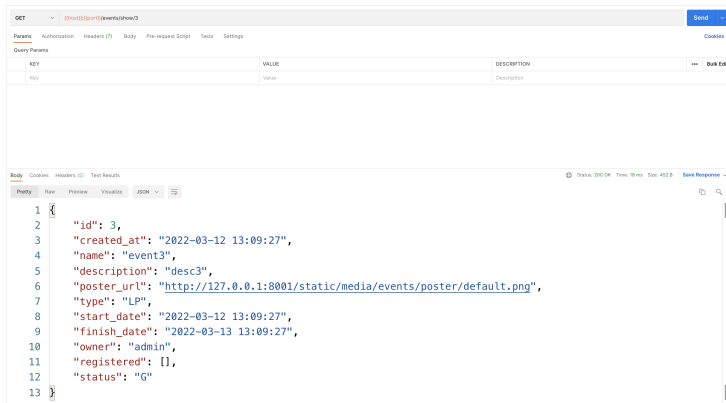 GET {{host}}:{{port}}/events/show/3 Send
Params Authorization Headers (7) Body Pre-request Script Tests Settings Cookies
Query Params
KEY VALUE DESCRIPTION ••• Bulk Edi
Key Value Description
Body Cookies Headers (5) Test Results Status: 200 OK Time: 18 ms Size: 452 B Save Response
Pretty Raw Preview Visualize JSON
1 {
2 "id": 3,
3 "created_at": "2022-03-12 13:09:27",
4 "name": "event3",
5 "description": "desc3",
6 "poster_url": "http://127.0.0.1:8001/static/media/events/poster/default.png",
7 "type": "LP",
8 "start_date": "2022-03-12 13:09:27",
9 "finish_date": "2022-03-13 13:09:27",
10 "owner": "admin",
11 "registered": [],
12 "status": "G"
13 }